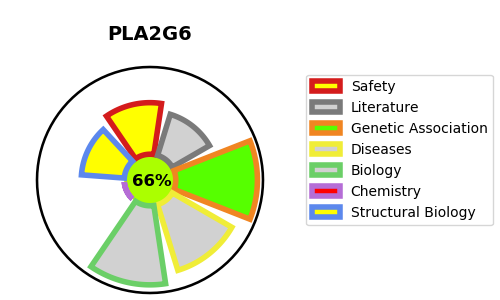 PLA2G6
66%
Safety
Literature
Genetic Association
Diseases
Biology
Chemistry
Structural Biology